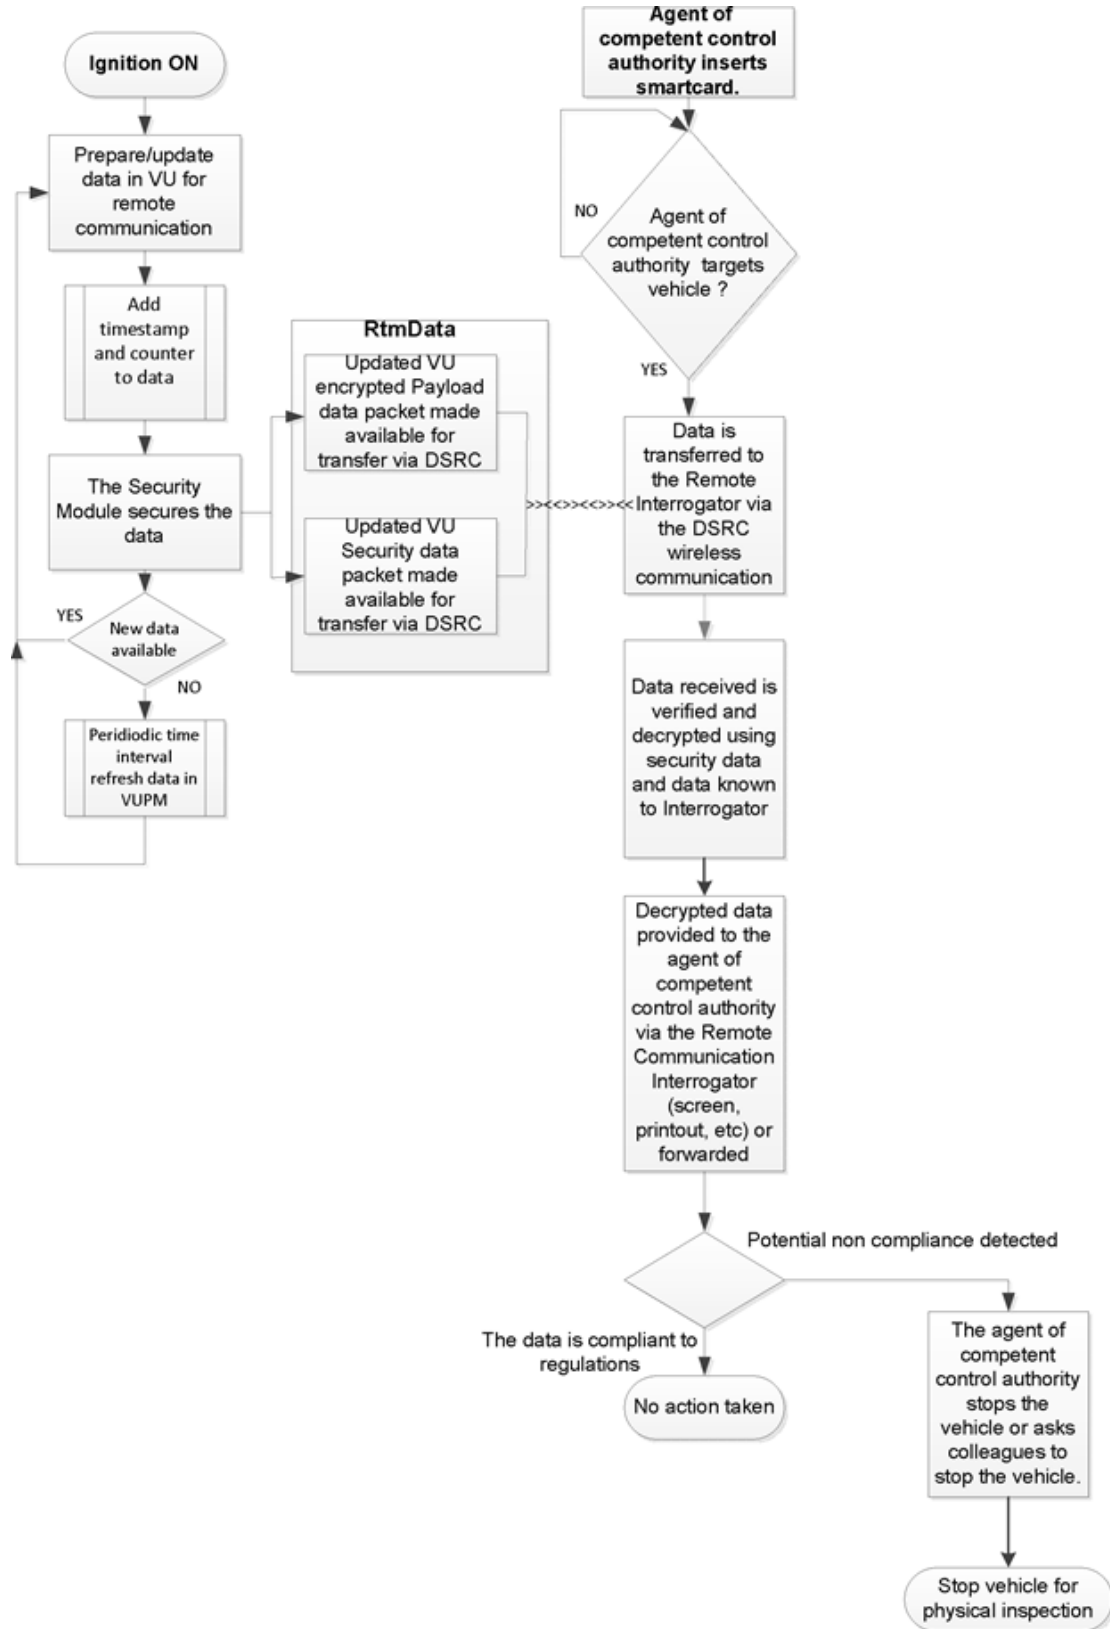 Ignition ON
Prepare/update
data in VU for
remote
communication
Add
timestamp
and counter
to data
The Security
Module secures the
data
YES
New data
available
NO
Peridiodic time
interval
refresh data in
VUPM
RtmData
Updated VU
encrypted Payload
data packet made
available for
transfer via DSRC
Updated VU
Security data
packet made
available for
transfer via DSRC
>><<>><<>><<
Agent of
competent control
authority inserts
smartcard.
NO
Agent of
competent control
authority targets
vehicle ?
YES
Data is
transferred to
the Remote
Interrogator via
the DSRC
wireless
communication
Data received is
verified and
decrypted using
security data
and data known
to Interrogator
Decrypted data
provided to the
agent of
competent
control authority
via the Remote
Communication
Interrogator
(screen,
printout, etc) or
forwarded
Potential non compliance detected
The data is compliant to
regulations
No action taken
The agent of
competent
control authority
stops the
vehicle or asks
colleagues to
stop the vehicle.
Stop vehicle for
physical inspection